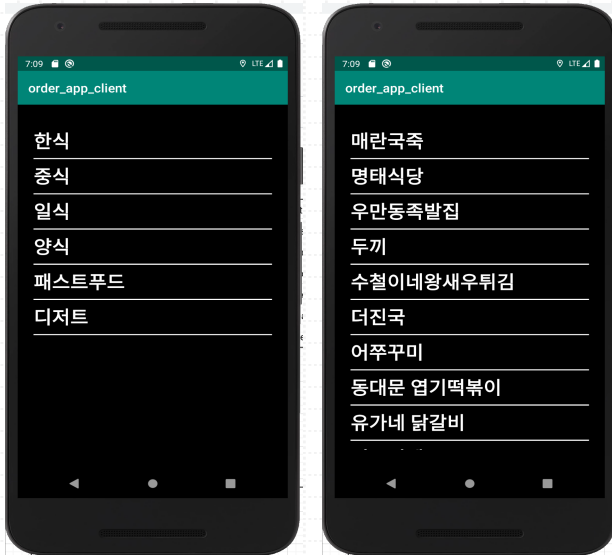 7:09
LTE
order_app_client
한식
중식
일식
양식
패스트푸드
디저트
7:09
LTE
order_app_client
매란국죽
명태식당
우만동족발집
두끼
수철이네왕새우튀김
더진국
어쭈꾸미
동대문 엽기떡볶이
유가네 닭갈비